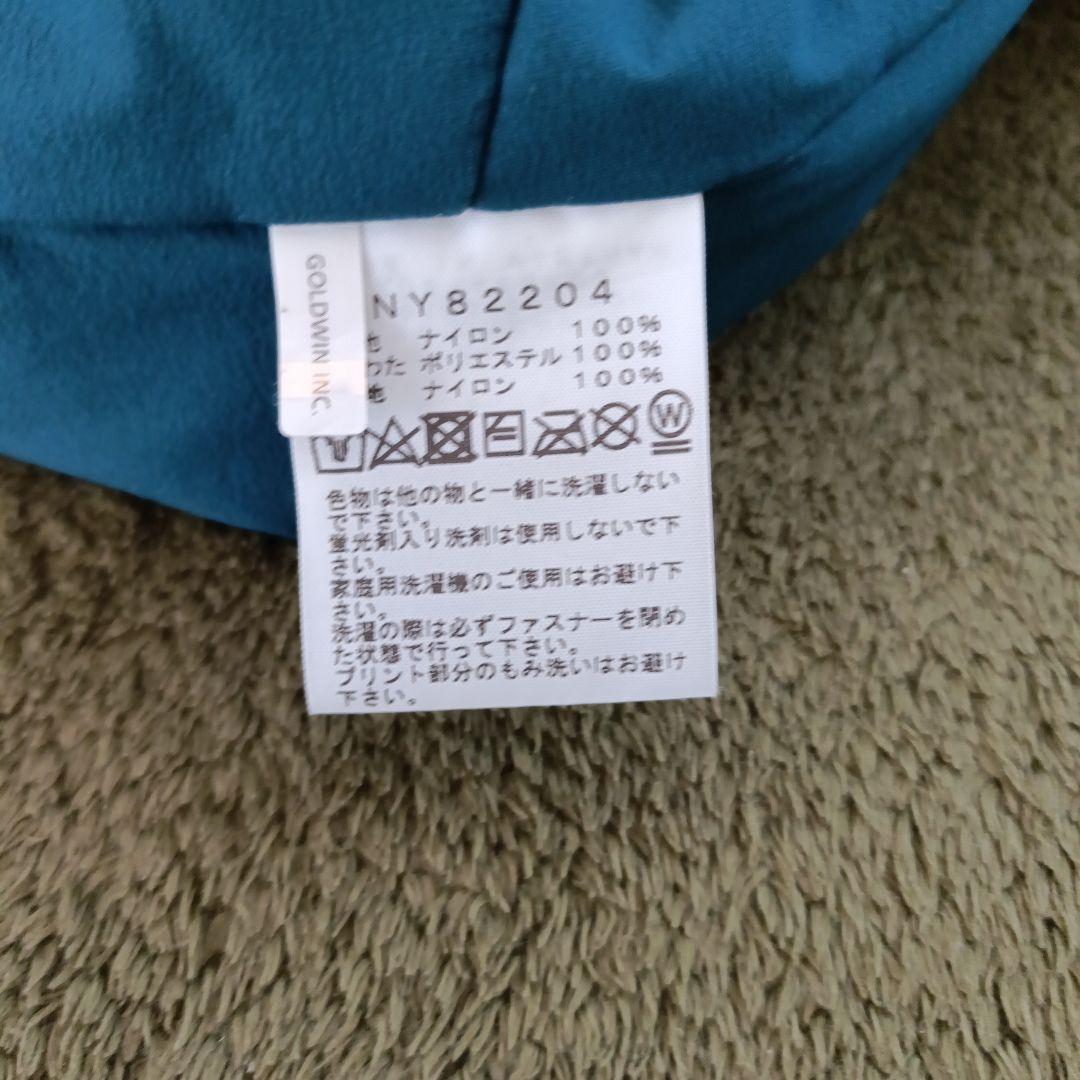 GOLDWIN INC.
NY82204
地 ナイロン 100%
わた ポリエステル 100%
地 ナイロン 100%
W
色物は他の物と一緒に洗濯しない
で下さい。
蛍光剤入り洗剤は使用しないで下
さい。
家庭用洗濯機のご使用はお避け下
さい。
洗濯の際は必ずファスナーを閉め
た状態で行って下さい。
プリント部分のもみ洗いはお避け
下さい。